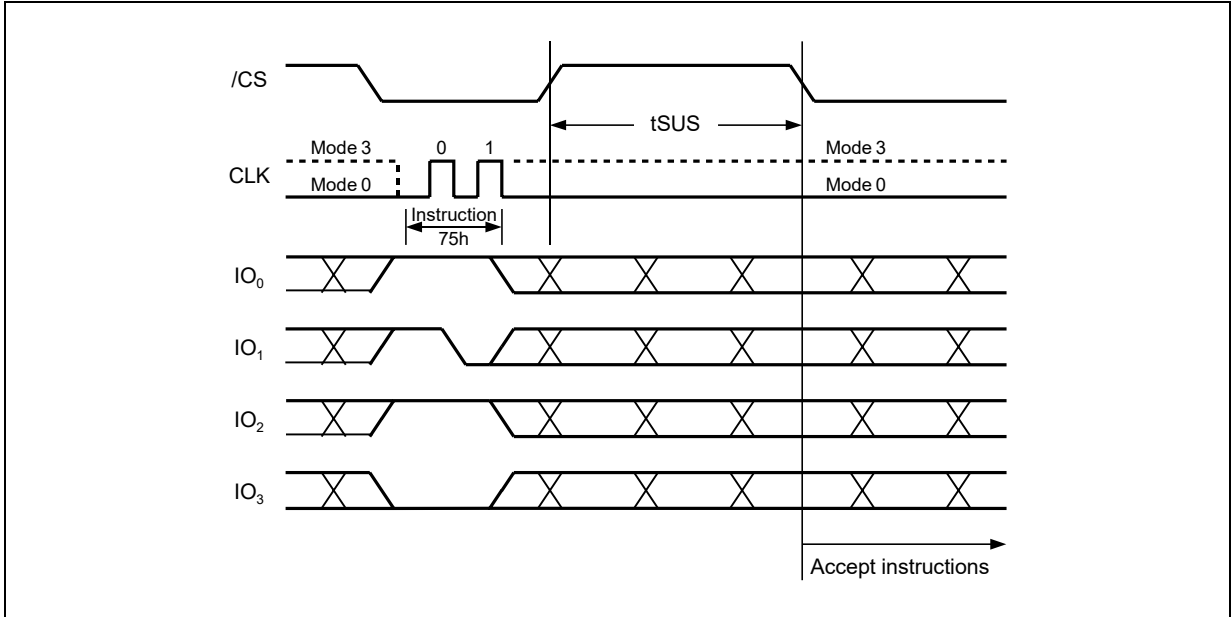 /CS
tSUS
Mode 3 0 1 Mode 3
CLK
Mode 0 Mode 0
Instruction
75h
IO₀
IO₁
IO₂
IO₃
Accept instructions